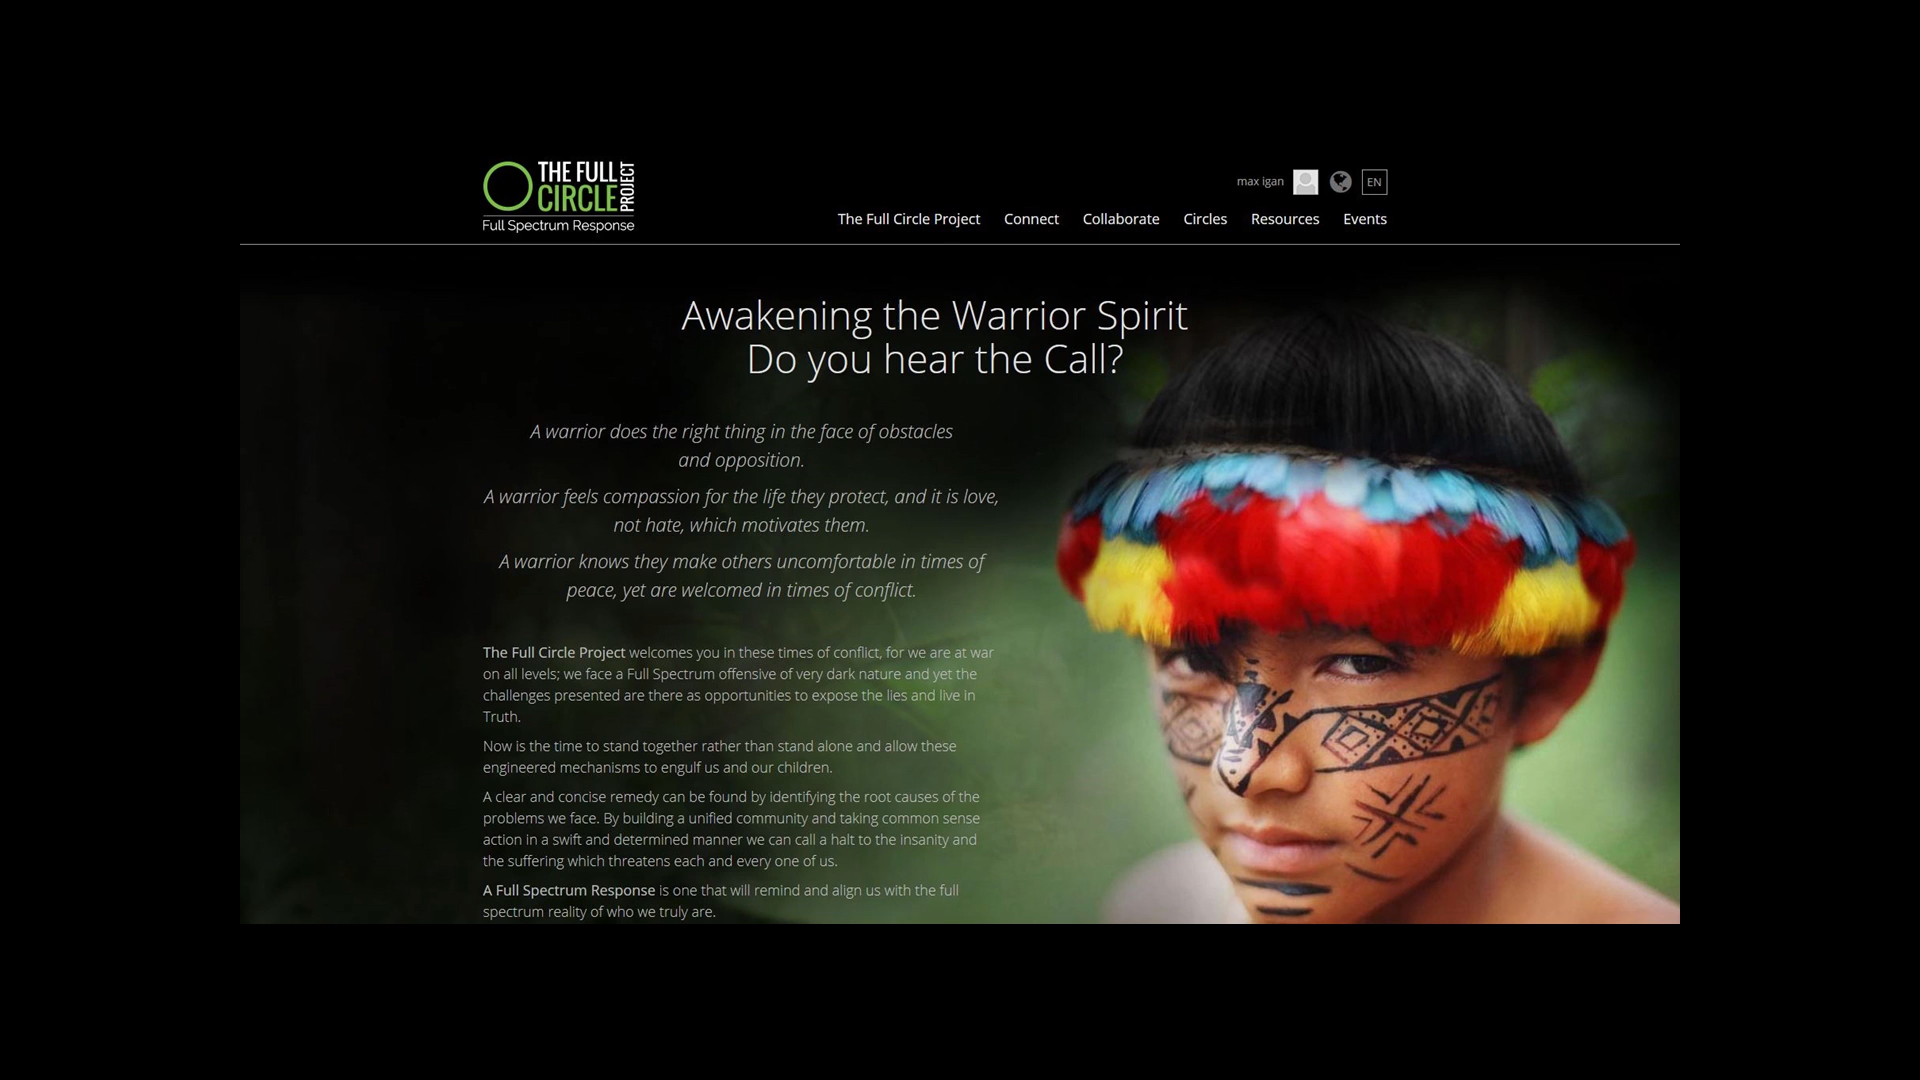 THE FULL
CIRCLE
PROJECT
Full Spectrum Response
max igan
EN
The Full Circle Project Connect Collaborate Circles Resources Events
Awakening the Warrior Spirit
Do you hear the Call?
A warrior does the right thing in the face of obstacles
and opposition.
A warrior feels compassion for the life they protect, and it is love,
not hate, which motivates them.
A warrior knows they make others uncomfortable in times of
peace, yet are welcomed in times of conflict.
The Full Circle Project welcomes you in these times of conflict, for we are at war
on all levels; we face a Full Spectrum offensive of very dark nature and yet the
challenges presented are there as opportunities to expose the lies and live in
Truth.
Now is the time to stand together rather than stand alone and allow these
engineered mechanisms to engulf us and our children.
A clear and concise remedy can be found by identifying the root causes of the
problems we face. By building a unified community and taking common sense
action in a swift and determined manner we can call a halt to the insanity and
the suffering which threatens each and every one of us.
A Full Spectrum Response is one that will remind and align us with the full
spectrum reality of who we truly are.